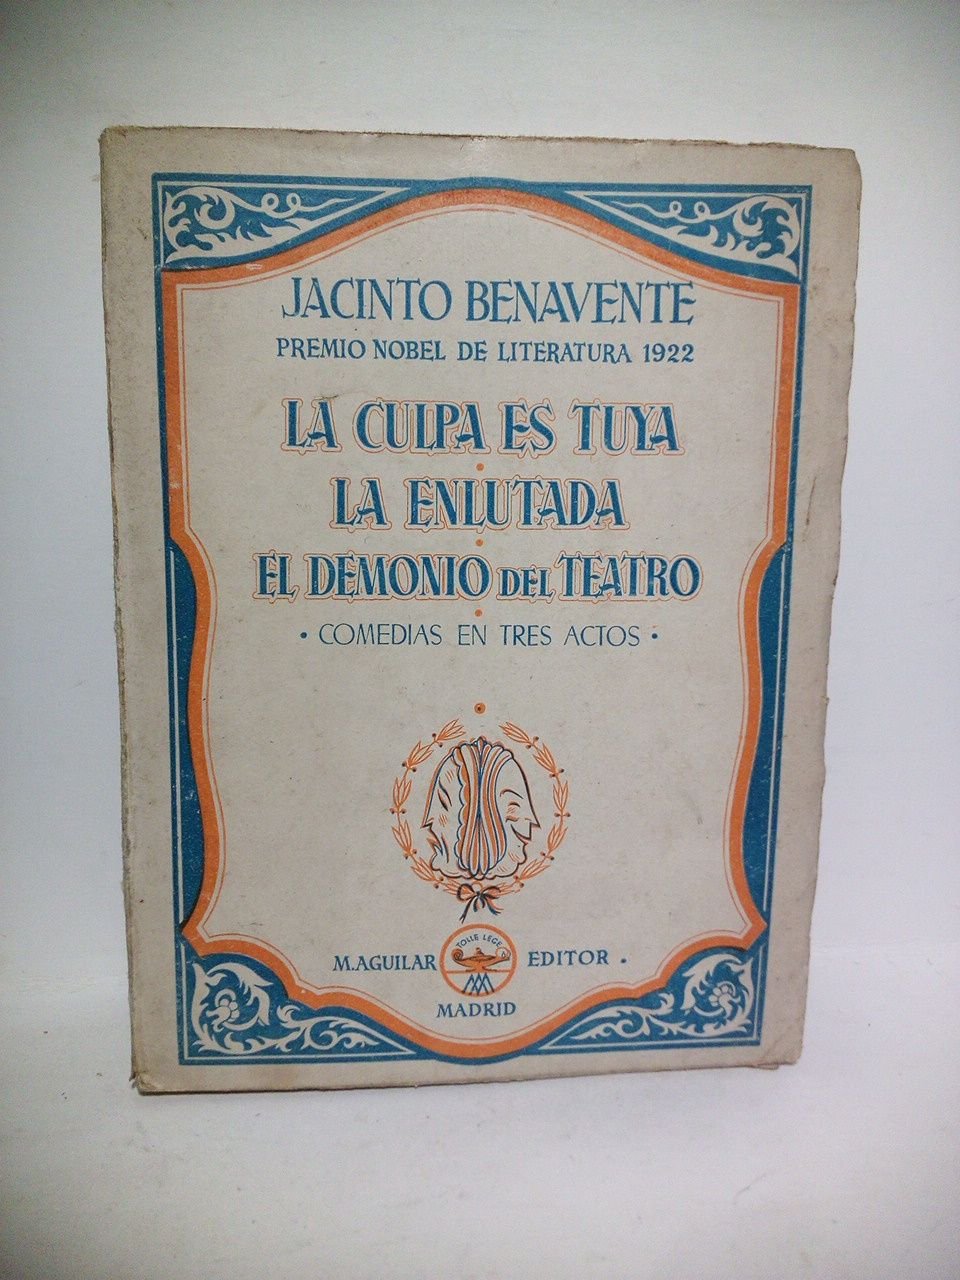 JACINTO BENAVENTE
PREMIO NOBEL DE LITERATURA 1922
LA CULPA ES TUYA
LA ENLUTADA
EL DEMONIO DEL TEATRO
• COMEDIAS EN TRES ACTOS •
TOLLE LEGE
M. AGUILAR EDITOR .
MADRID